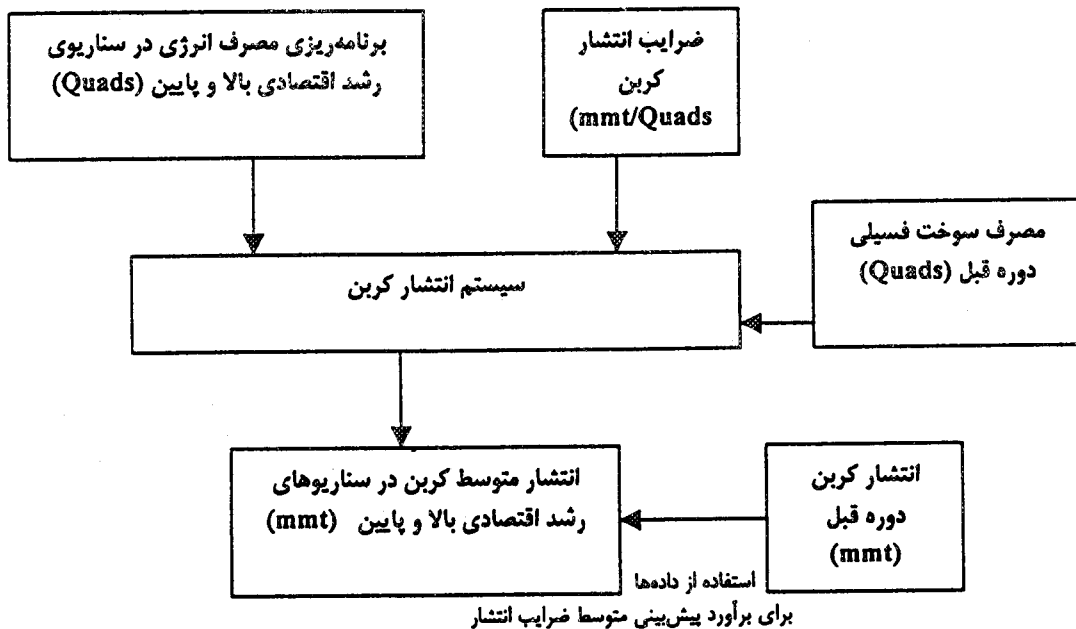 برنامه‌ریزی مصرف انرژی در سناریوی
رشد اقتصادی بالا و پایین (Quads)
ضرایب انتشار
کربن
(mmt/Quads
مصرف سوخت فسیلی
دوره قبل (Quads)
سیستم انتشار کربن
انتشار متوسط کربن در سناریوهای
رشد اقتصادی بالا و پایین (mmt)
انتشار کربن
دوره قبل
(mmt)
استفاده از داده‌ها
برای برآورد پیش‌بینی متوسط ضرایب انتشار